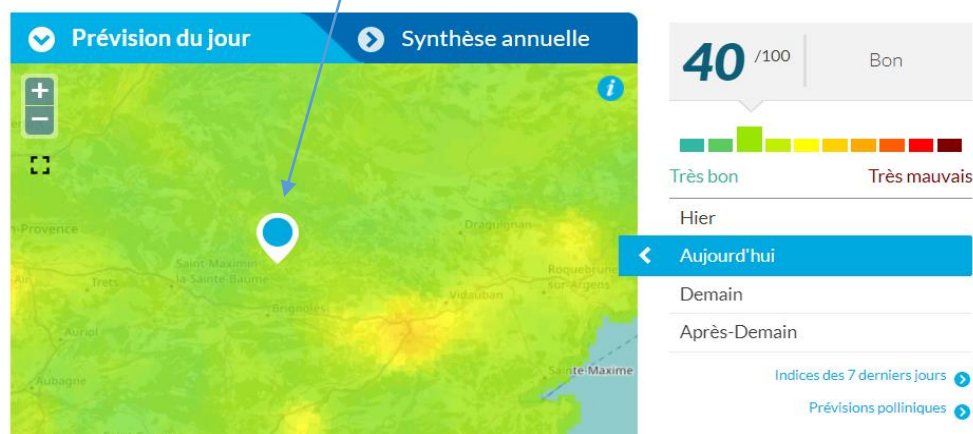 Prévision du jour
Synthèse annuelle
+
−
i
n-Provence
Draguignan
Saint-Maximin-
la-Sainte-Baume
Aix
Trets
Brignoles
Vidauban
Roquebrune-
sur-Argens
Auriol
Aubagne
Sainte-Maxime
40 /100
Bon
Très bon
Très mauvais
Hier
Aujourd'hui
Demain
Après-Demain
Indices des 7 derniers jours
Prévisions polliniques